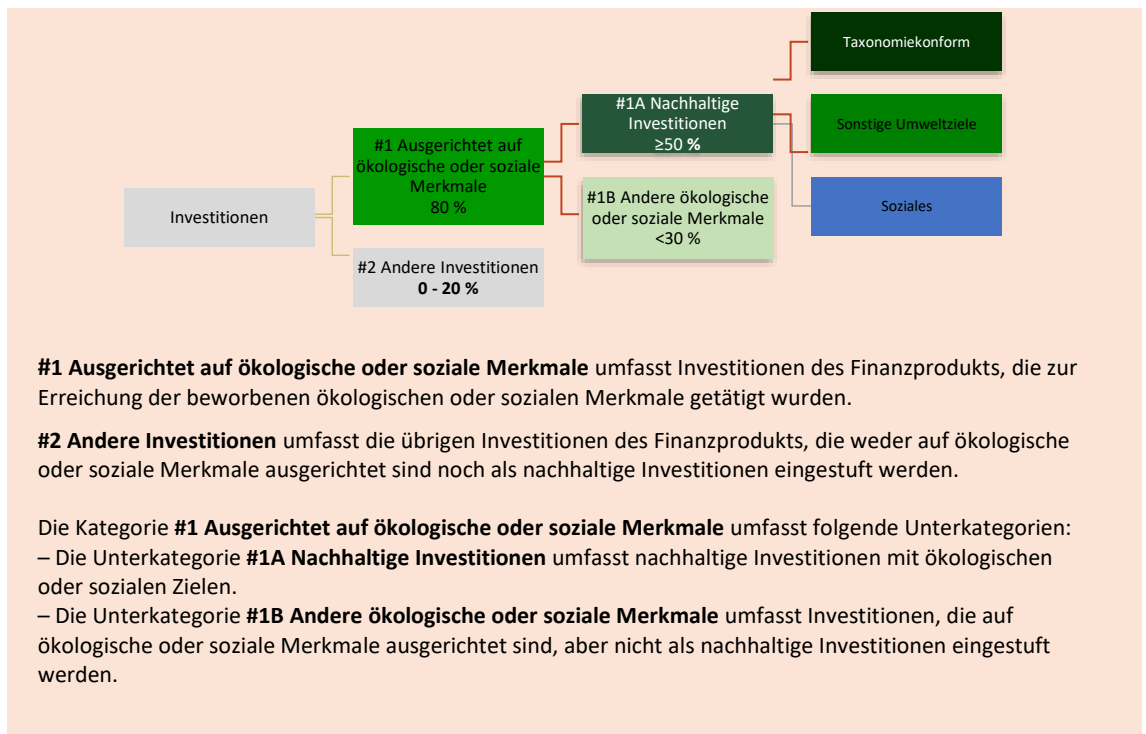 Taxonomiekonform
#1A Nachhaltige
Investitionen
≥50 %
Sonstige Umweltziele
#1 Ausgerichtet auf
ökologische oder soziale
Merkmale
80 %
#1B Andere ökologische
oder soziale Merkmale
<30 %
Soziales
Investitionen
#2 Andere Investitionen
0 - 20 %
#1 Ausgerichtet auf ökologische oder soziale Merkmale umfasst Investitionen des Finanzprodukts, die zur
Erreichung der beworbenen ökologischen oder sozialen Merkmale getätigt wurden.
#2 Andere Investitionen umfasst die übrigen Investitionen des Finanzprodukts, die weder auf ökologische
oder soziale Merkmale ausgerichtet sind noch als nachhaltige Investitionen eingestuft werden.
Die Kategorie #1 Ausgerichtet auf ökologische oder soziale Merkmale umfasst folgende Unterkategorien:
– Die Unterkategorie #1A Nachhaltige Investitionen umfasst nachhaltige Investitionen mit ökologischen
oder sozialen Zielen.
– Die Unterkategorie #1B Andere ökologische oder soziale Merkmale umfasst Investitionen, die auf
ökologische oder soziale Merkmale ausgerichtet sind, aber nicht als nachhaltige Investitionen eingestuft
werden.